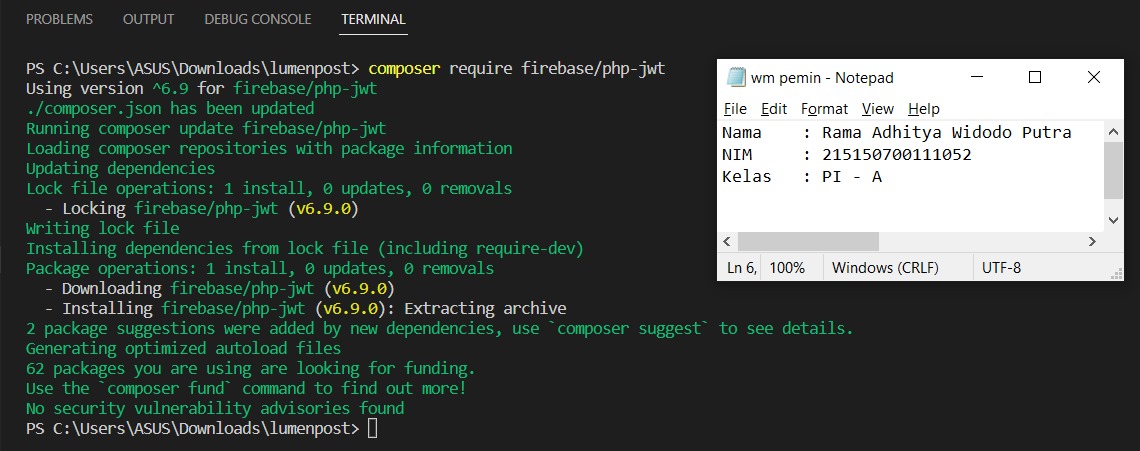 PROBLEMS OUTPUT DEBUG CONSOLE TERMINAL
PS C:\Users\ASUS\Downloads\lumenpost> composer require firebase/php-jwt
Using version ^6.9 for firebase/php-jwt
./composer.json has been updated
Running composer update firebase/php-jwt
Loading composer repositories with package information
Updating dependencies
Lock file operations: 1 install, 0 updates, 0 removals
  - Locking firebase/php-jwt (v6.9.0)
Writing lock file
Installing dependencies from lock file (including require-dev)
Package operations: 1 install, 0 updates, 0 removals
  - Downloading firebase/php-jwt (v6.9.0)
  - Installing firebase/php-jwt (v6.9.0): Extracting archive
2 package suggestions were added by new dependencies, use `composer suggest` to see details.
Generating optimized autoload files
62 packages you are using are looking for funding.
Use the `composer fund` command to find out more!
No security vulnerability advisories found
PS C:\Users\ASUS\Downloads\lumenpost>
wm pemin - Notepad
File Edit Format View Help
Nama    : Rama Adhitya Widodo Putra
NIM     : 215150700111052
Kelas   : PI - A
Ln 6, 100% Windows (CRLF) UTF-8